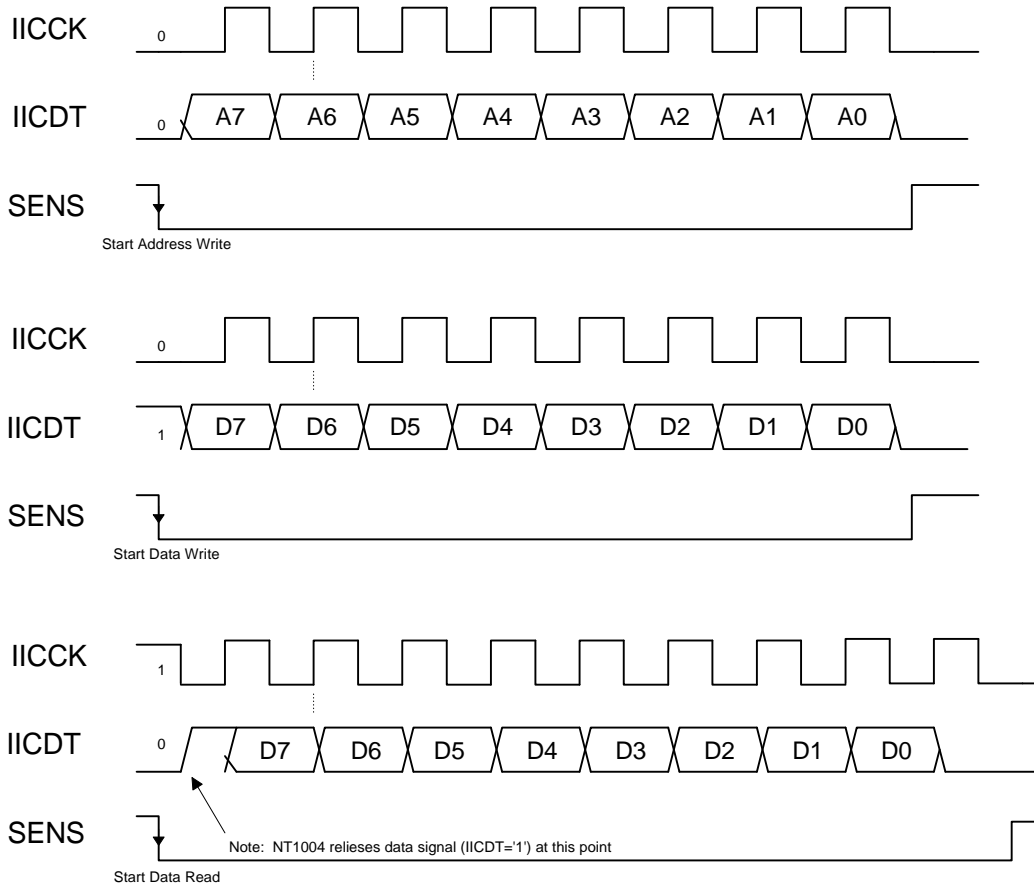 IICCK 0
IICDT 0 A7 A6 A5 A4 A3 A2 A1 A0
SENS
Start Address Write
IICCK 0
IICDT 1 D7 D6 D5 D4 D3 D2 D1 D0
SENS
Start Data Write
IICCK 1
IICDT 0 D7 D6 D5 D4 D3 D2 D1 D0
SENS
Note: NT1004 relieses data signal (IICDT='1') at this point
Start Data Read